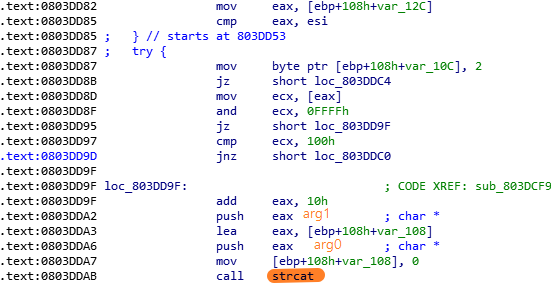 .text:0803DD82 mov eax, [ebp+108h+var_12C]
.text:0803DD85 cmp eax, esi
.text:0803DD85 ; } // starts at 803DD53
.text:0803DD87 ; try {
.text:0803DD87 mov byte ptr [ebp+108h+var_10C], 2
.text:0803DD8B jz short loc_803DDC4
.text:0803DD8D mov ecx, [eax]
.text:0803DD8F and ecx, 0FFFFh
.text:0803DD95 jz short loc_803DD9F
.text:0803DD97 cmp ecx, 100h
.text:0803DD9D jnz short loc_803DDC0
.text:0803DD9F
.text:0803DD9F loc_803DD9F: ; CODE XREF: sub_803DCF9
.text:0803DD9F add eax, 10h
.text:0803DDA2 push eax arg1 ; char *
.text:0803DDA3 lea eax, [ebp+108h+var_108]
.text:0803DDA6 push eax arg0 ; char *
.text:0803DDA7 mov [ebp+108h+var_108], 0
.text:0803DDAB call strcat